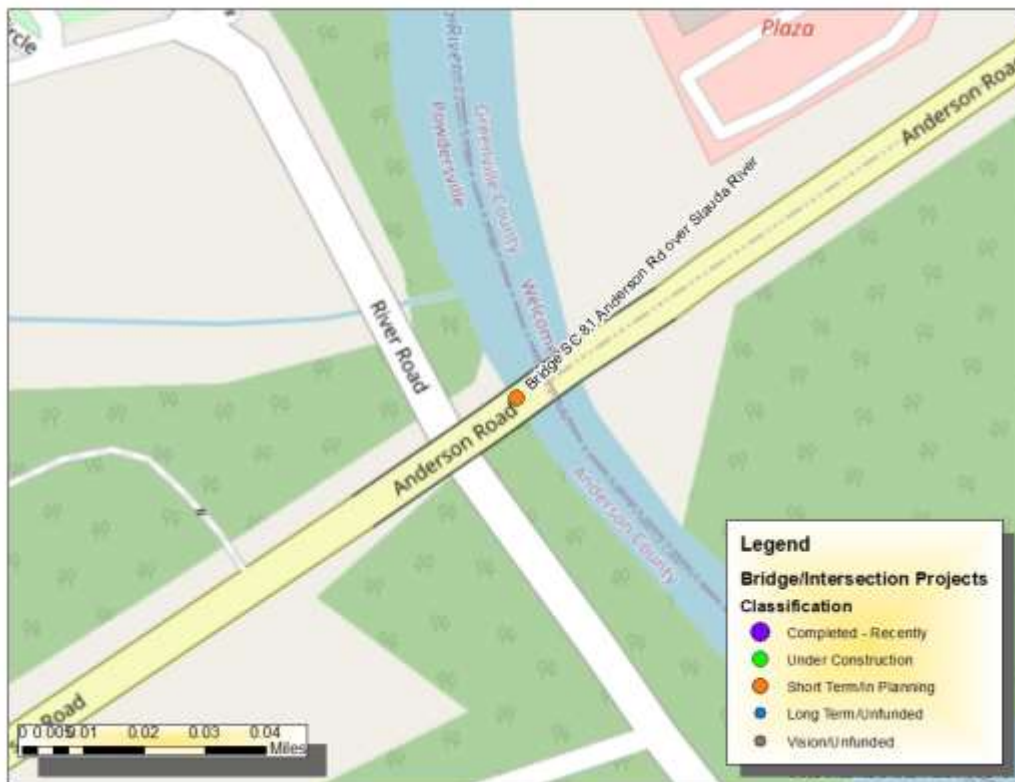 Circle
Plaza
Anderson Road
Greenville County
Powdersville
Bridge SC-81 Anderson Rd over Slauda River
Welcome
River Road
Anderson Road
Anderson County
Road
Legend
Bridge/Intersection Projects
Classification
Completed - Recently
Under Construction
Short Term/In Planning
Long Term/Unfunded
Vision/Unfunded
0 0.005 0.01 0.02 0.03 0.04
Miles